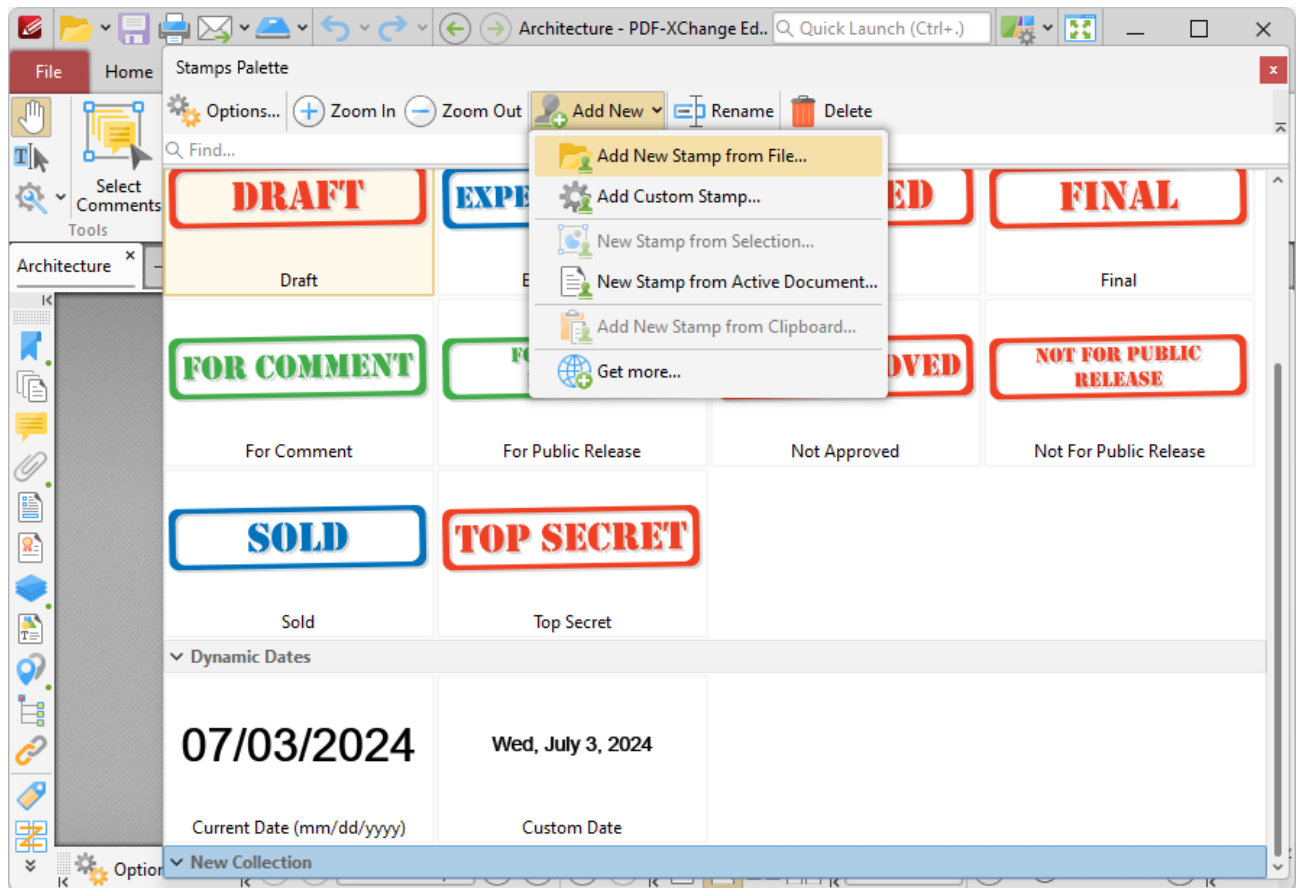 Architecture - PDF-XChange Ed..
Quick Launch (Ctrl+.)
File
Home
Stamps Palette
x
Options...
Zoom In
Zoom Out
Add New
Rename
Delete
Find...
Add New Stamp from File...
Add Custom Stamp...
New Stamp from Selection...
New Stamp from Active Document...
Add New Stamp from Clipboard...
Get more...
Select
Comments
Tools
Architecture ×
DRAFT
FINAL
Draft
Final
FOR COMMENT
NOT FOR PUBLIC
RELEASE
For Comment
For Public Release
Not Approved
Not For Public Release
SOLD
TOP SECRET
Sold
Top Secret
Dynamic Dates
07/03/2024
Wed, July 3, 2024
Current Date (mm/dd/yyyy)
Custom Date
New Collection